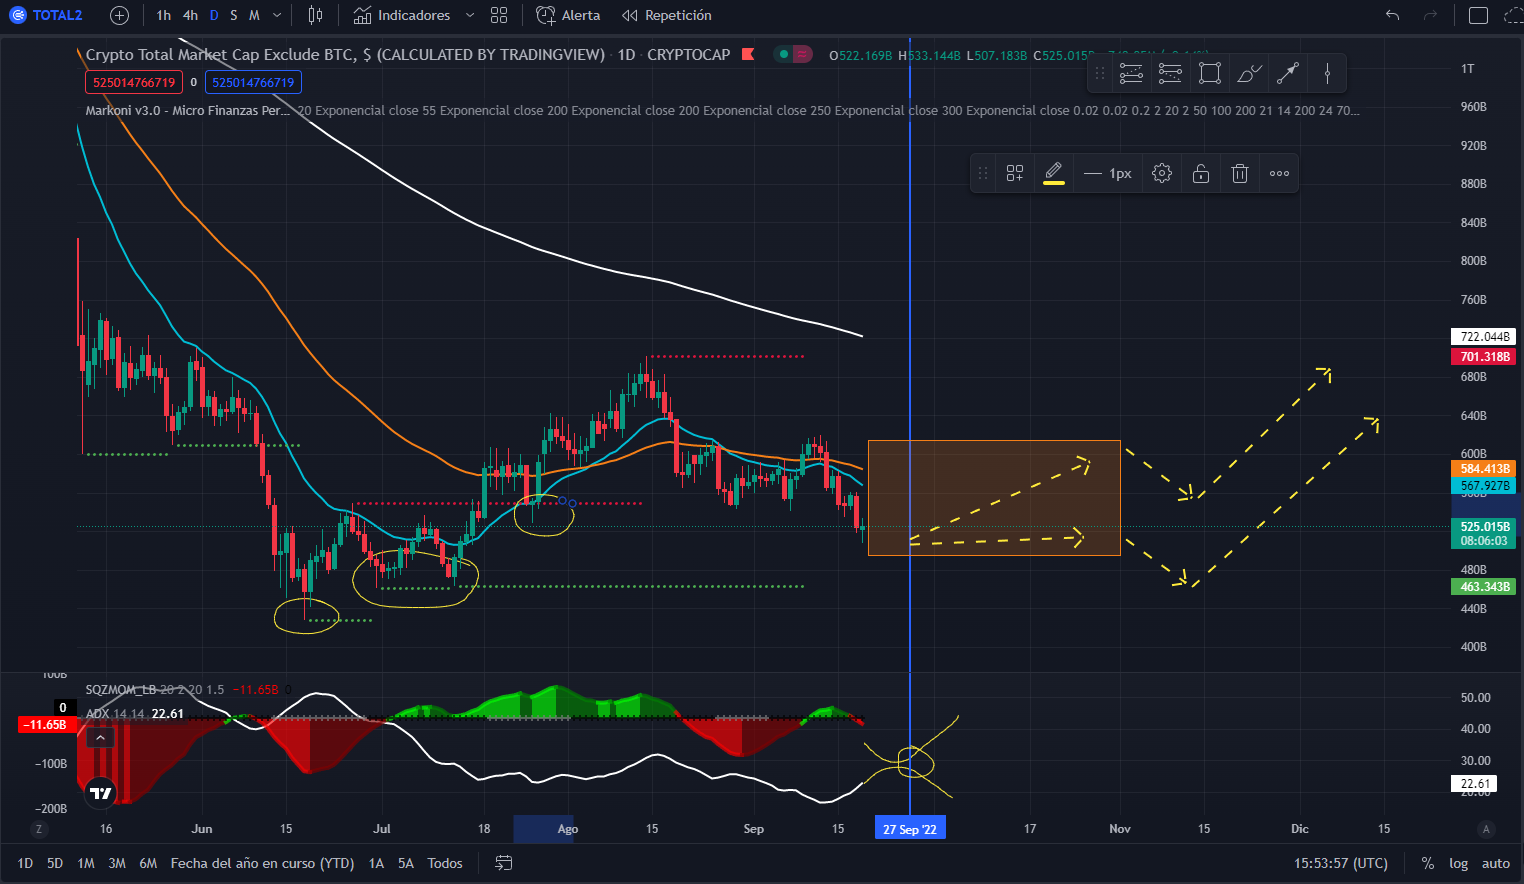 TOTAL2 1h 4h D S M Indicadores Alerta Repetición
Crypto Total Market Cap Exclude BTC, $ (CALCULATED BY TRADINGVIEW) · 1D · CRYPTOCAP O522.169B H533.144B L507.183B C525.015B
525014766719 0 525014766719
Markoni v3.0 - Micro Finanzas Per... 20 Exponencial close 55 Exponencial close 200 Exponencial close 200 Exponencial close 250 Exponencial close 300 Exponencial close 0.02 0.02 0.2 2 20 2 50 100 200 21 14 200 24 70...
1px
1T
960B
920B
880B
840B
800B
760B
722.044B
701.318B
680B
640B
600B
584.413B
567.927B
525.015B
08:06:03
480B
463.343B
440B
400B
100B
SQZMOM_LB 20 2 20 1.5 −11.65B 0
ADX 14 14 22.61
0
−11.65B
−100B
−200B
50.00
40.00
30.00
22.61
16 Jun 15 Jul 18 Ago 15 Sep 15 27 Sep '22 17 Nov 15 Dic 15
Z
A
1D 5D 1M 3M 6M Fecha del año en curso (YTD) 1A 5A Todos 15:53:57 (UTC) % log auto